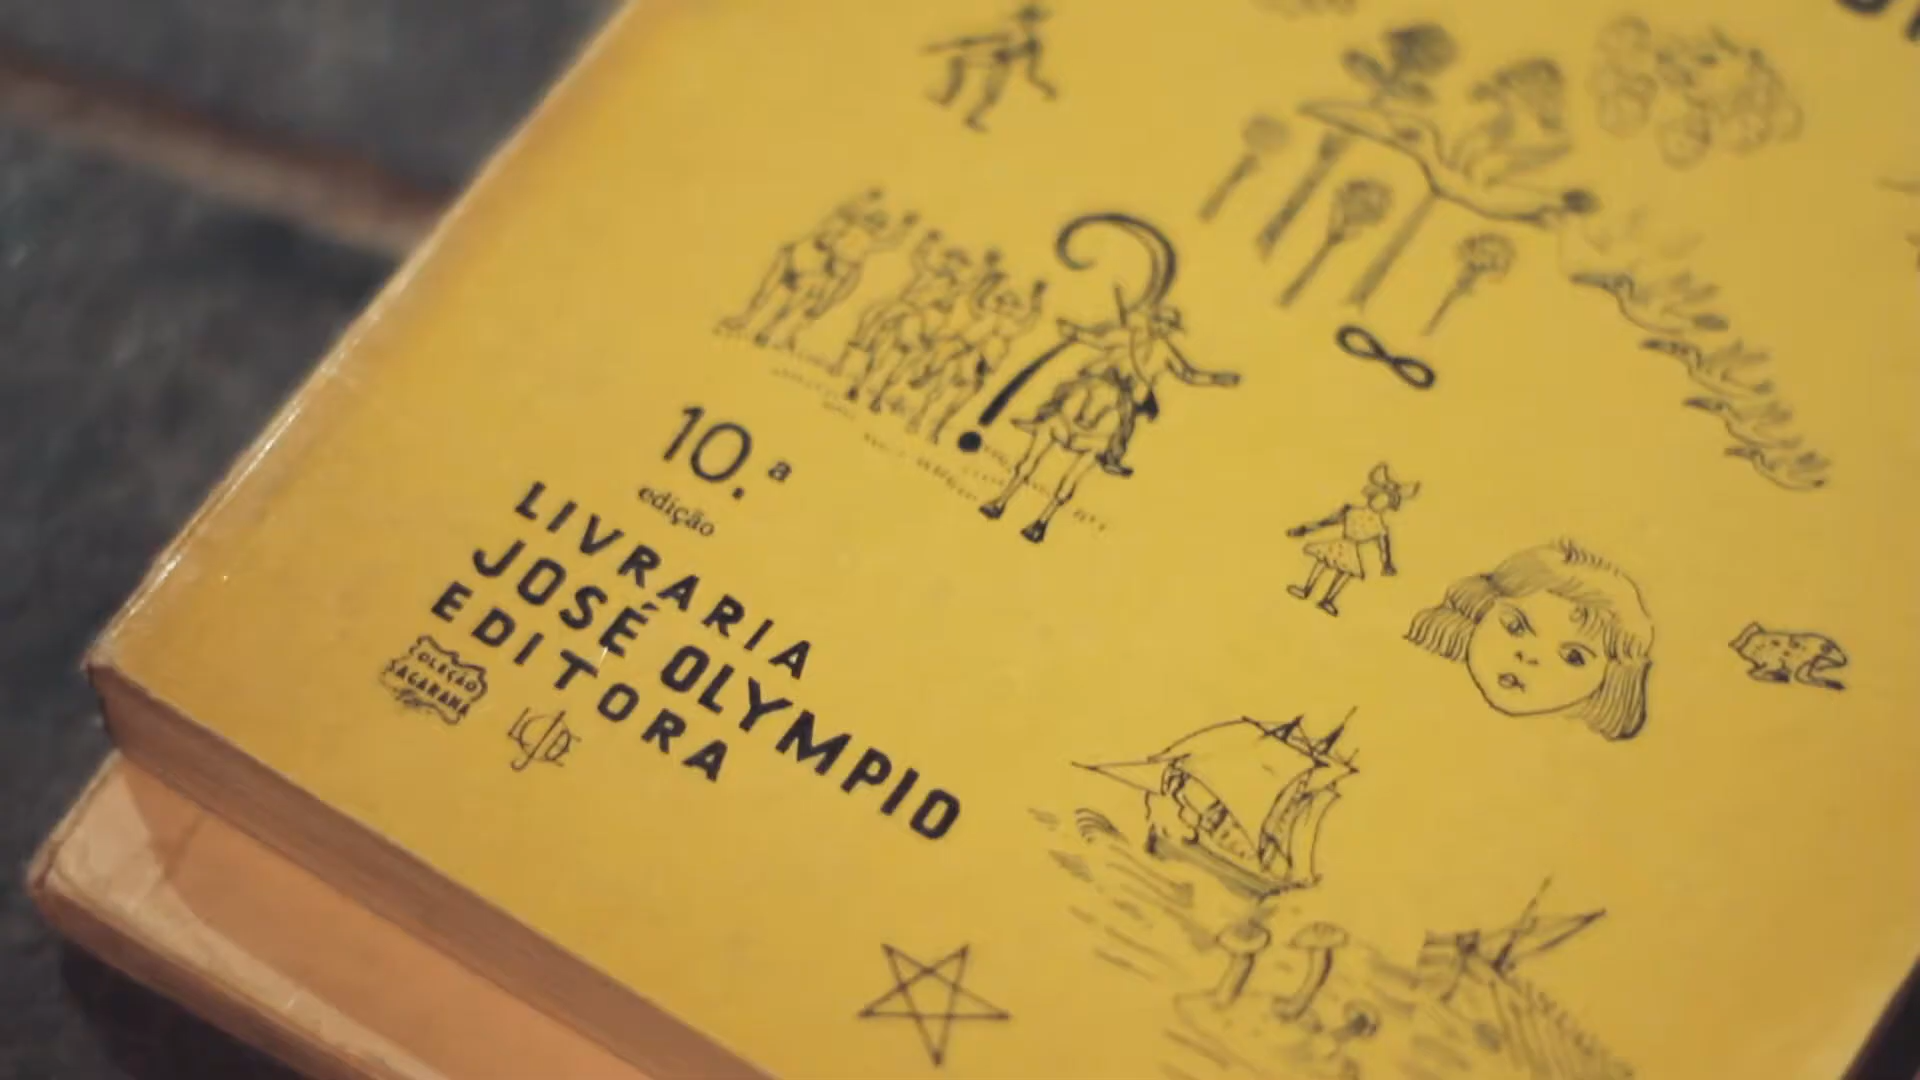 10.ª
edição
LIVRARIA
JOSÉ OLYMPIO
EDITORA
COLEÇÃO
SAGARANA